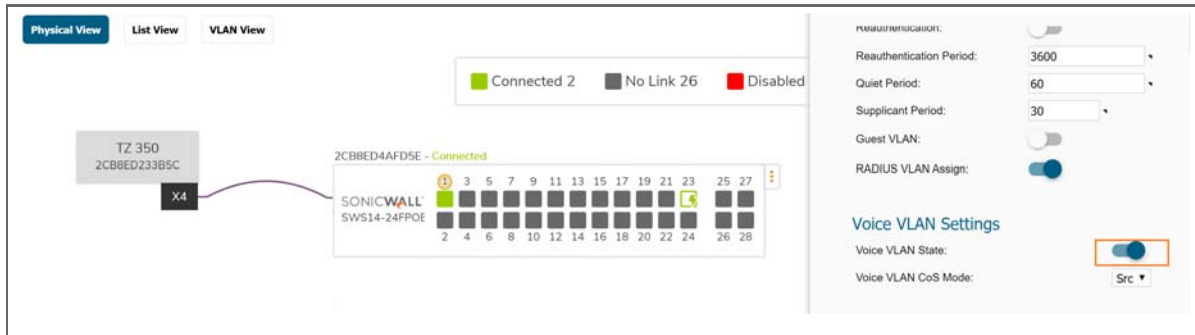 Physical View List View VLAN View
Connected 2 No Link 26 Disabled
TZ 350
2CB8ED233B5C
X4
2CB8ED4AFD5E - Connected
1 3 5 7 9 11 13 15 17 19 21 23 25 27
SONICWALL
SWS14-24FPOE
2 4 6 8 10 12 14 16 18 20 22 24 26 28
Reauthentication:
Reauthentication Period: 3600
Quiet Period: 60
Supplicant Period: 30
Guest VLAN:
RADIUS VLAN Assign:
Voice VLAN Settings
Voice VLAN State:
Voice VLAN CoS Mode: Src